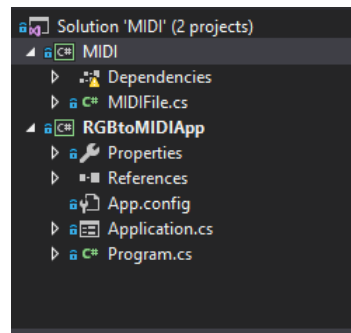 Solution 'MIDI' (2 projects)
C# MIDI
Dependencies
C# MIDIFile.cs
C# RGBtoMIDIApp
Properties
References
App.config
Application.cs
C# Program.cs